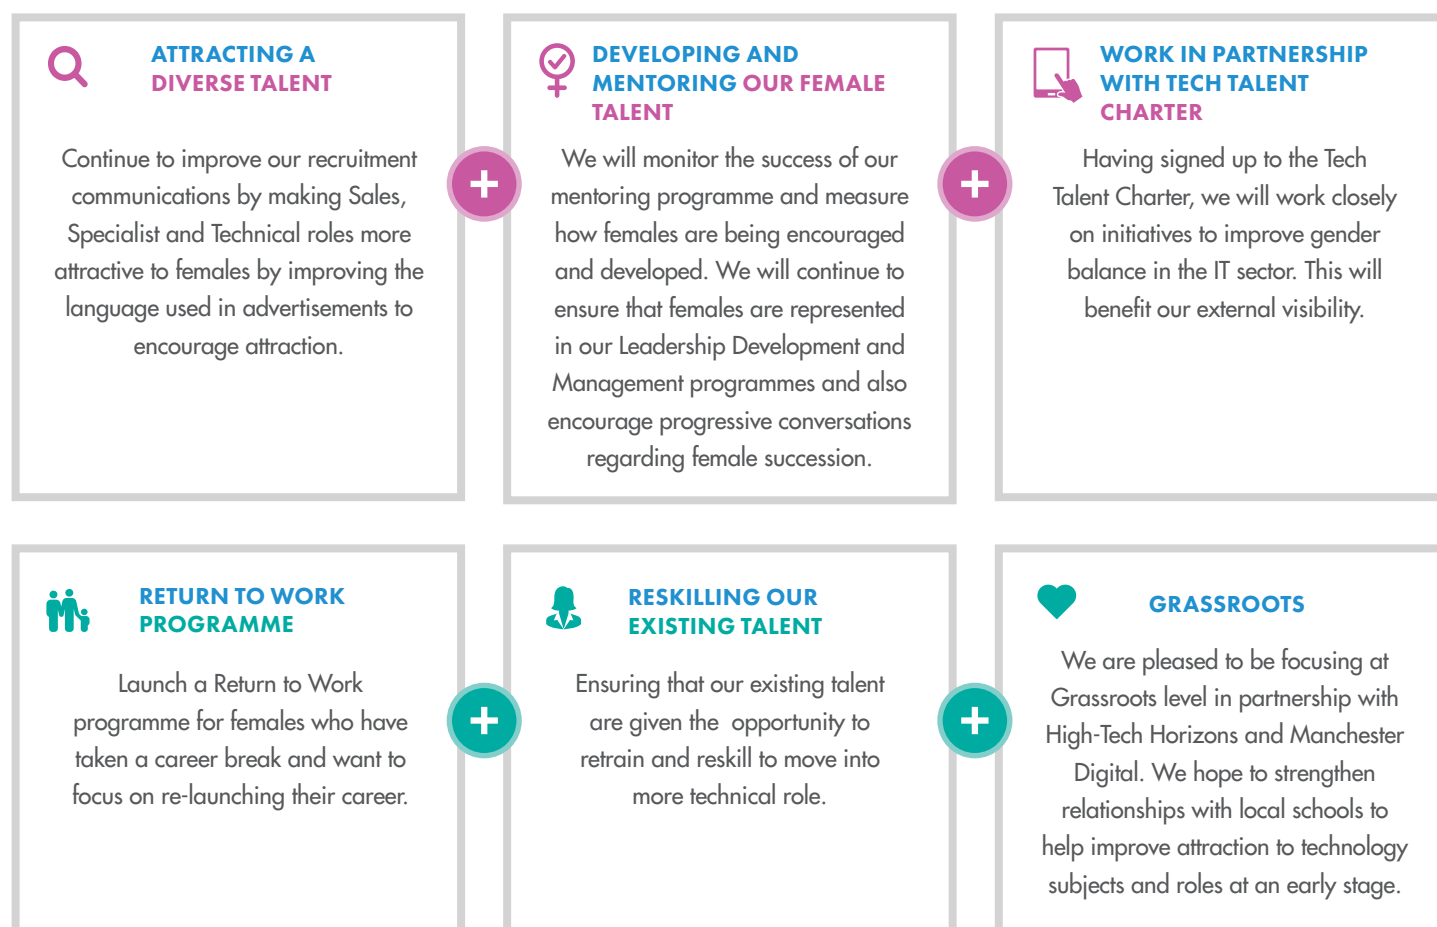 ATTRACTING A
DIVERSE TALENT
Continue to improve our recruitment
communications by making Sales,
Specialist and Technical roles more
attractive to females by improving the
language used in advertisements to
encourage attraction.
+
DEVELOPING AND
MENTORING OUR FEMALE
TALENT
We will monitor the success of our
mentoring programme and measure
how females are being encouraged
and developed. We will continue to
ensure that females are represented
in our Leadership Development and
Management programmes and also
encourage progressive conversations
regarding female succession.
+
WORK IN PARTNERSHIP
WITH TECH TALENT
CHARTER
Having signed up to the Tech
Talent Charter, we will work closely
on initiatives to improve gender
balance in the IT sector. This will
benefit our external visibility.
RETURN TO WORK
PROGRAMME
Launch a Return to Work
programme for females who have
taken a career break and want to
focus on re-launching their career.
+
RESKILLING OUR
EXISTING TALENT
Ensuring that our existing talent
are given the  opportunity to
retrain and reskill to move into
more technical role.
+
GRASSROOTS
We are pleased to be focusing at
Grassroots level in partnership with
High-Tech Horizons and Manchester
Digital. We hope to strengthen
relationships with local schools to
help improve attraction to technology
subjects and roles at an early stage.